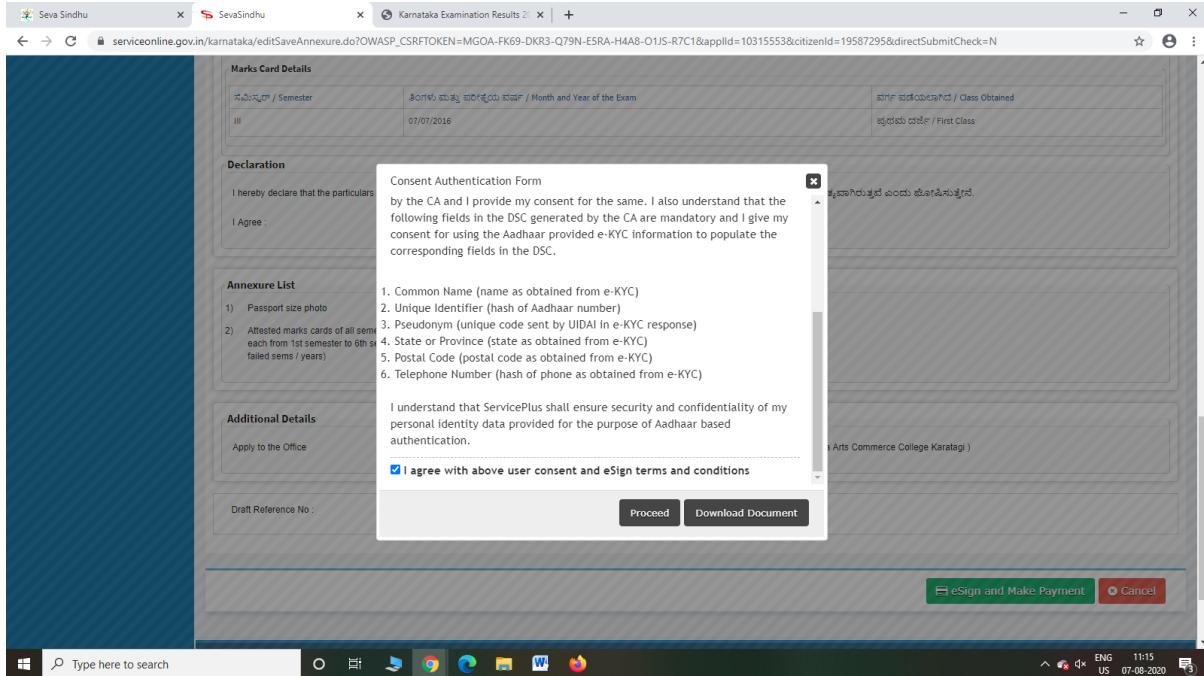 Seva Sindhu
SevaSindhu
Karnataka Examination Results 2
serviceonline.gov.in/karnataka/editSaveAnnexure.do?OWASP_CSRFTOKEN=MGOA-FK69-DKR3-Q79N-E5RA-H4A8-O1JS-R7C1&applId=10315553&citizenId=19587295&directSubmitCheck=N
Marks Card Details
ಸೆಮಿಸ್ಟರ್ / Semester
ತಿಂಗಳು ಮತ್ತು ಪರೀಕ್ಷೆಯ ವರ್ಷ / Month and Year of the Exam
ವರ್ಗ ಪಡೆಯಲಾಗಿದೆ / Class Obtained
III
07/07/2016
ಪ್ರಥಮ ದರ್ಜೆ / First Class
Declaration
I hereby declare that the particulars
ಎಂದು ಘೋಷಿಸುತ್ತೇನೆ.
I Agree :
Consent Authentication Form
by the CA and I provide my consent for the same. I also understand that the
following fields in the DSC generated by the CA are mandatory and I give my
consent for using the Aadhaar provided e-KYC information to populate the
corresponding fields in the DSC.
1. Common Name (name as obtained from e-KYC)
2. Unique Identifier (hash of Aadhaar number)
3. Pseudonym (unique code sent by UIDAI in e-KYC response)
4. State or Province (state as obtained from e-KYC)
5. Postal Code (postal code as obtained from e-KYC)
6. Telephone Number (hash of phone as obtained from e-KYC)
I understand that ServicePlus shall ensure security and confidentiality of my
personal identity data provided for the purpose of Aadhaar based
authentication.
I agree with above user consent and eSign terms and conditions
Proceed
Download Document
Annexure List
1) Passport size photo
2) Attested marks cards of all seme
each from 1st semester to 6th se
failed sems / years)
Additional Details
Apply to the Office
Arts Commerce College Karatagi )
Draft Reference No :
eSign and Make Payment
Cancel
Type here to search
ENG
US
11:15
07-08-2020
3